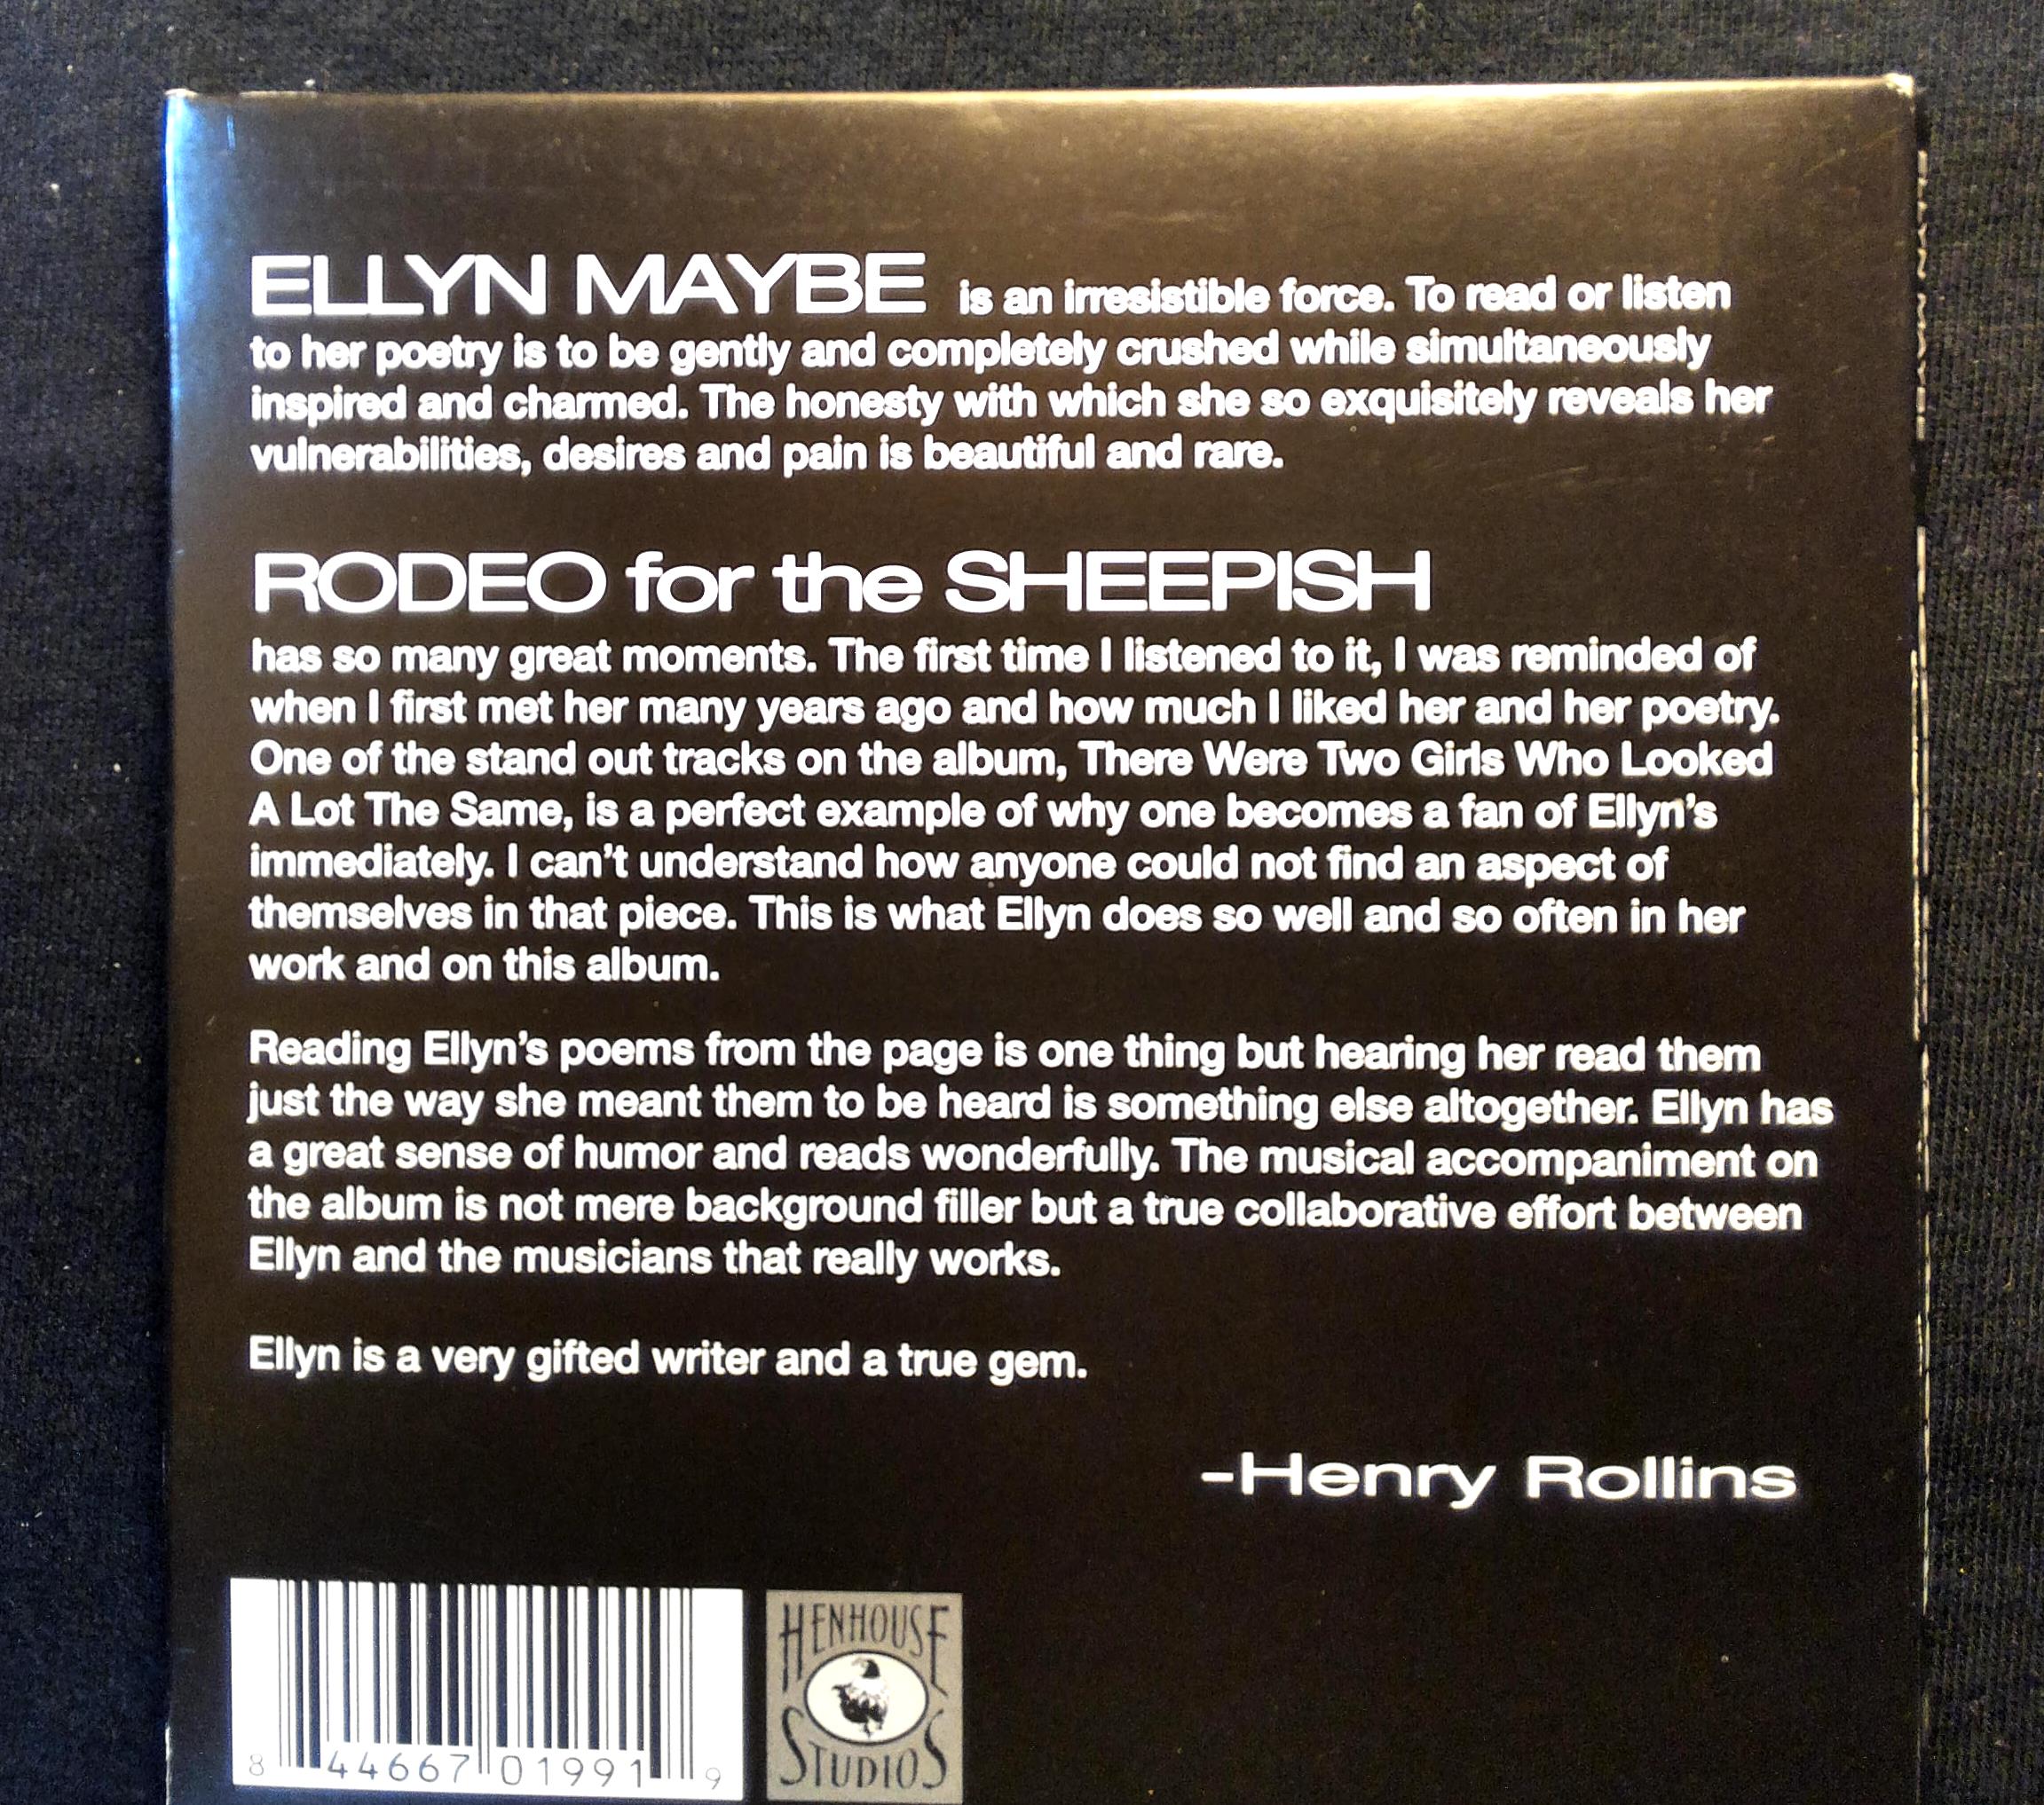 ELLYN MAYBE is an irresistible force. To read or listen
to her poetry is to be gently and completely crushed while simultaneously
inspired and charmed. The honesty with which she so exquisitely reveals her
vulnerabilities, desires and pain is beautiful and rare.
RODEO for the SHEEPISH
has so many great moments. The first time I listened to it, I was reminded of
when I first met her many years ago and how much I liked her and her poetry.
One of the stand out tracks on the album, There Were Two Girls Who Looked
A Lot The Same, is a perfect example of why one becomes a fan of Ellyn's
immediately. I can't understand how anyone could not find an aspect of
themselves in that piece. This is what Ellyn does so well and so often in her
work and on this album.
Reading Ellyn's poems from the page is one thing but hearing her read them
just the way she meant them to be heard is something else altogether. Ellyn has
a great sense of humor and reads wonderfully. The musical accompaniment on
the album is not mere background filler but a true collaborative effort between
Ellyn and the musicians that really works.
Ellyn is a very gifted writer and a true gem.
-Henry Rollins
8 44667 01991 9
HENHOUSE
STUDIOS